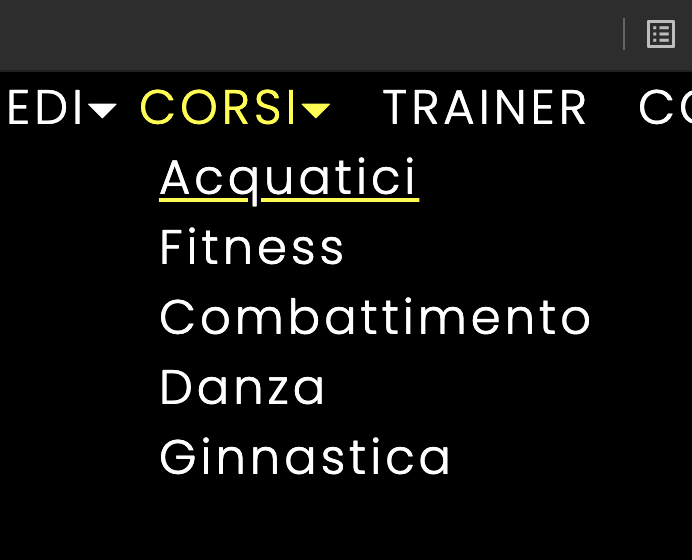 EDI CORSI TRAINER
Acquatici
Fitness
Combattimento
Danza
Ginnastica